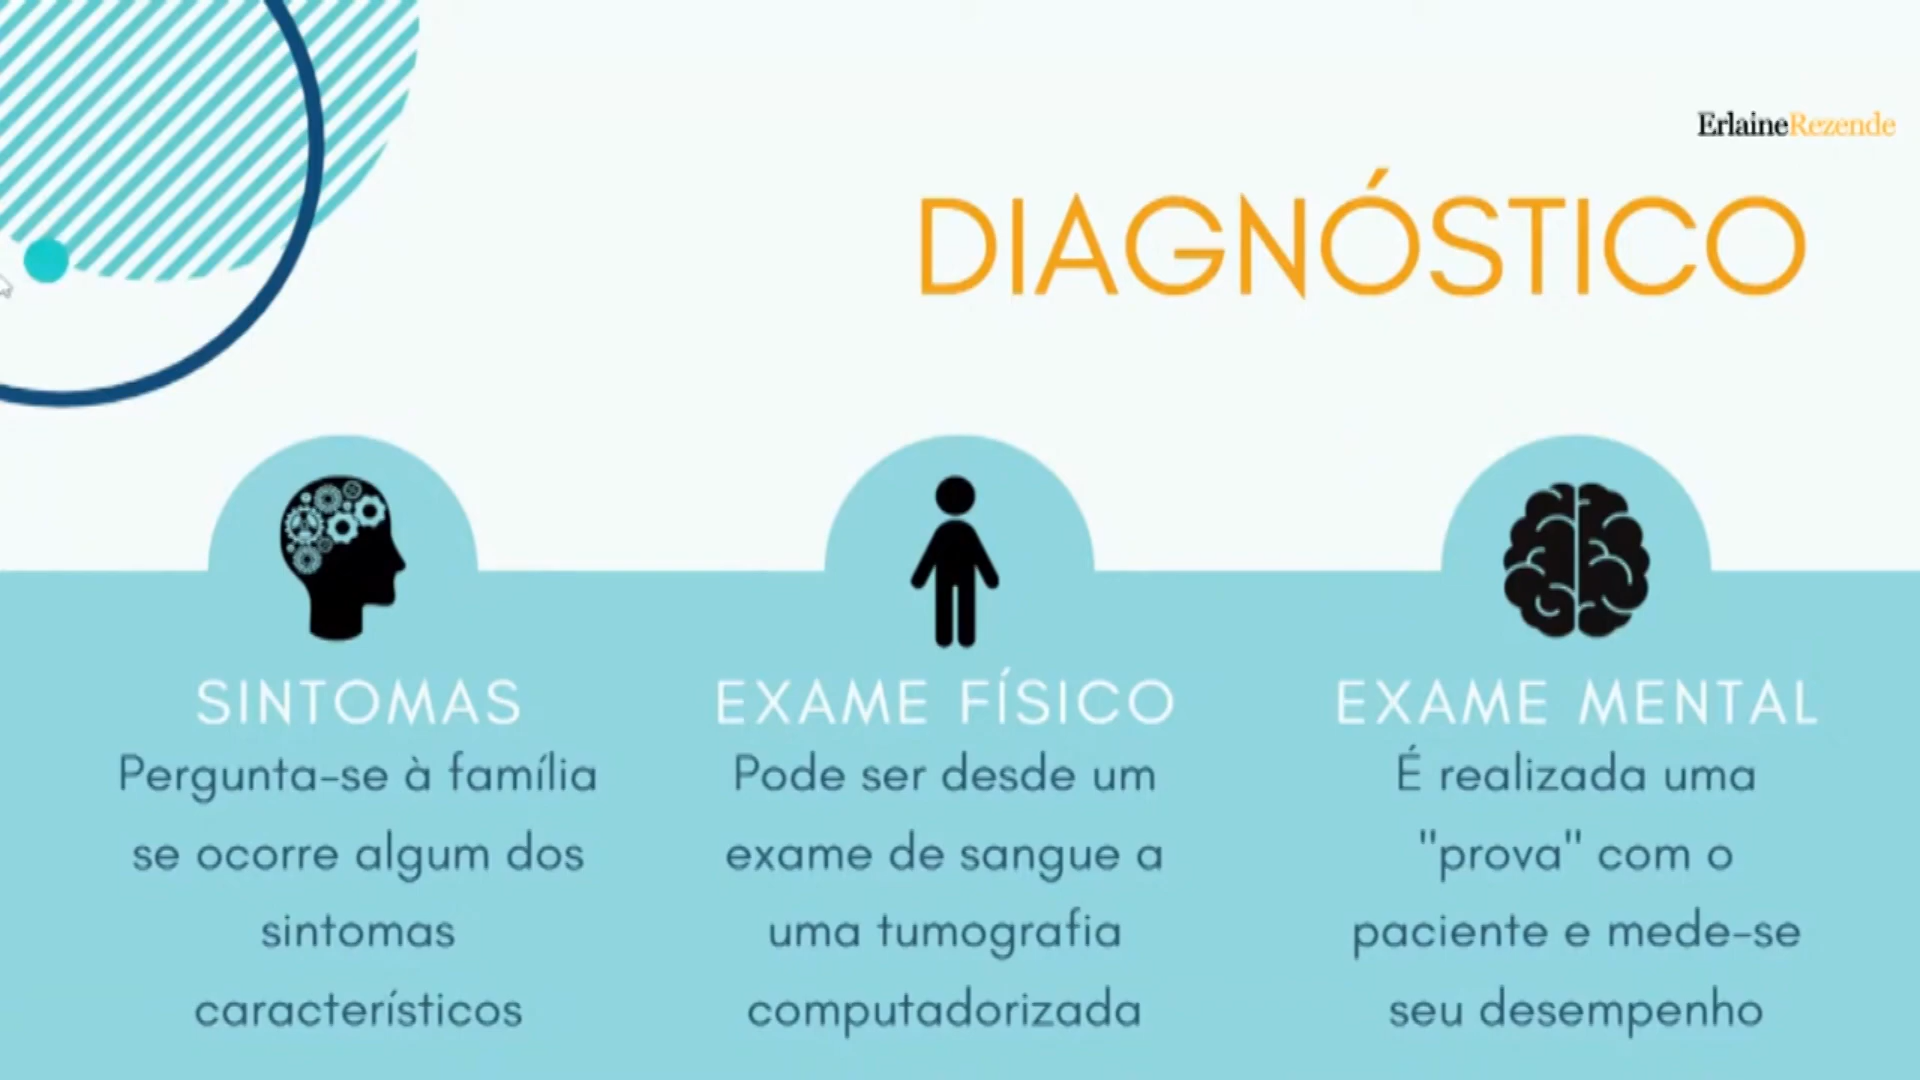 ErlaineRezende
DIAGNÓSTICO
SINTOMAS
Pergunta-se à família
se ocorre algum dos
sintomas
característicos
EXAME FÍSICO
Pode ser desde um
exame de sangue a
uma tumografia
computadorizada
EXAME MENTAL
É realizada uma
"prova" com o
paciente e mede-se
seu desempenho